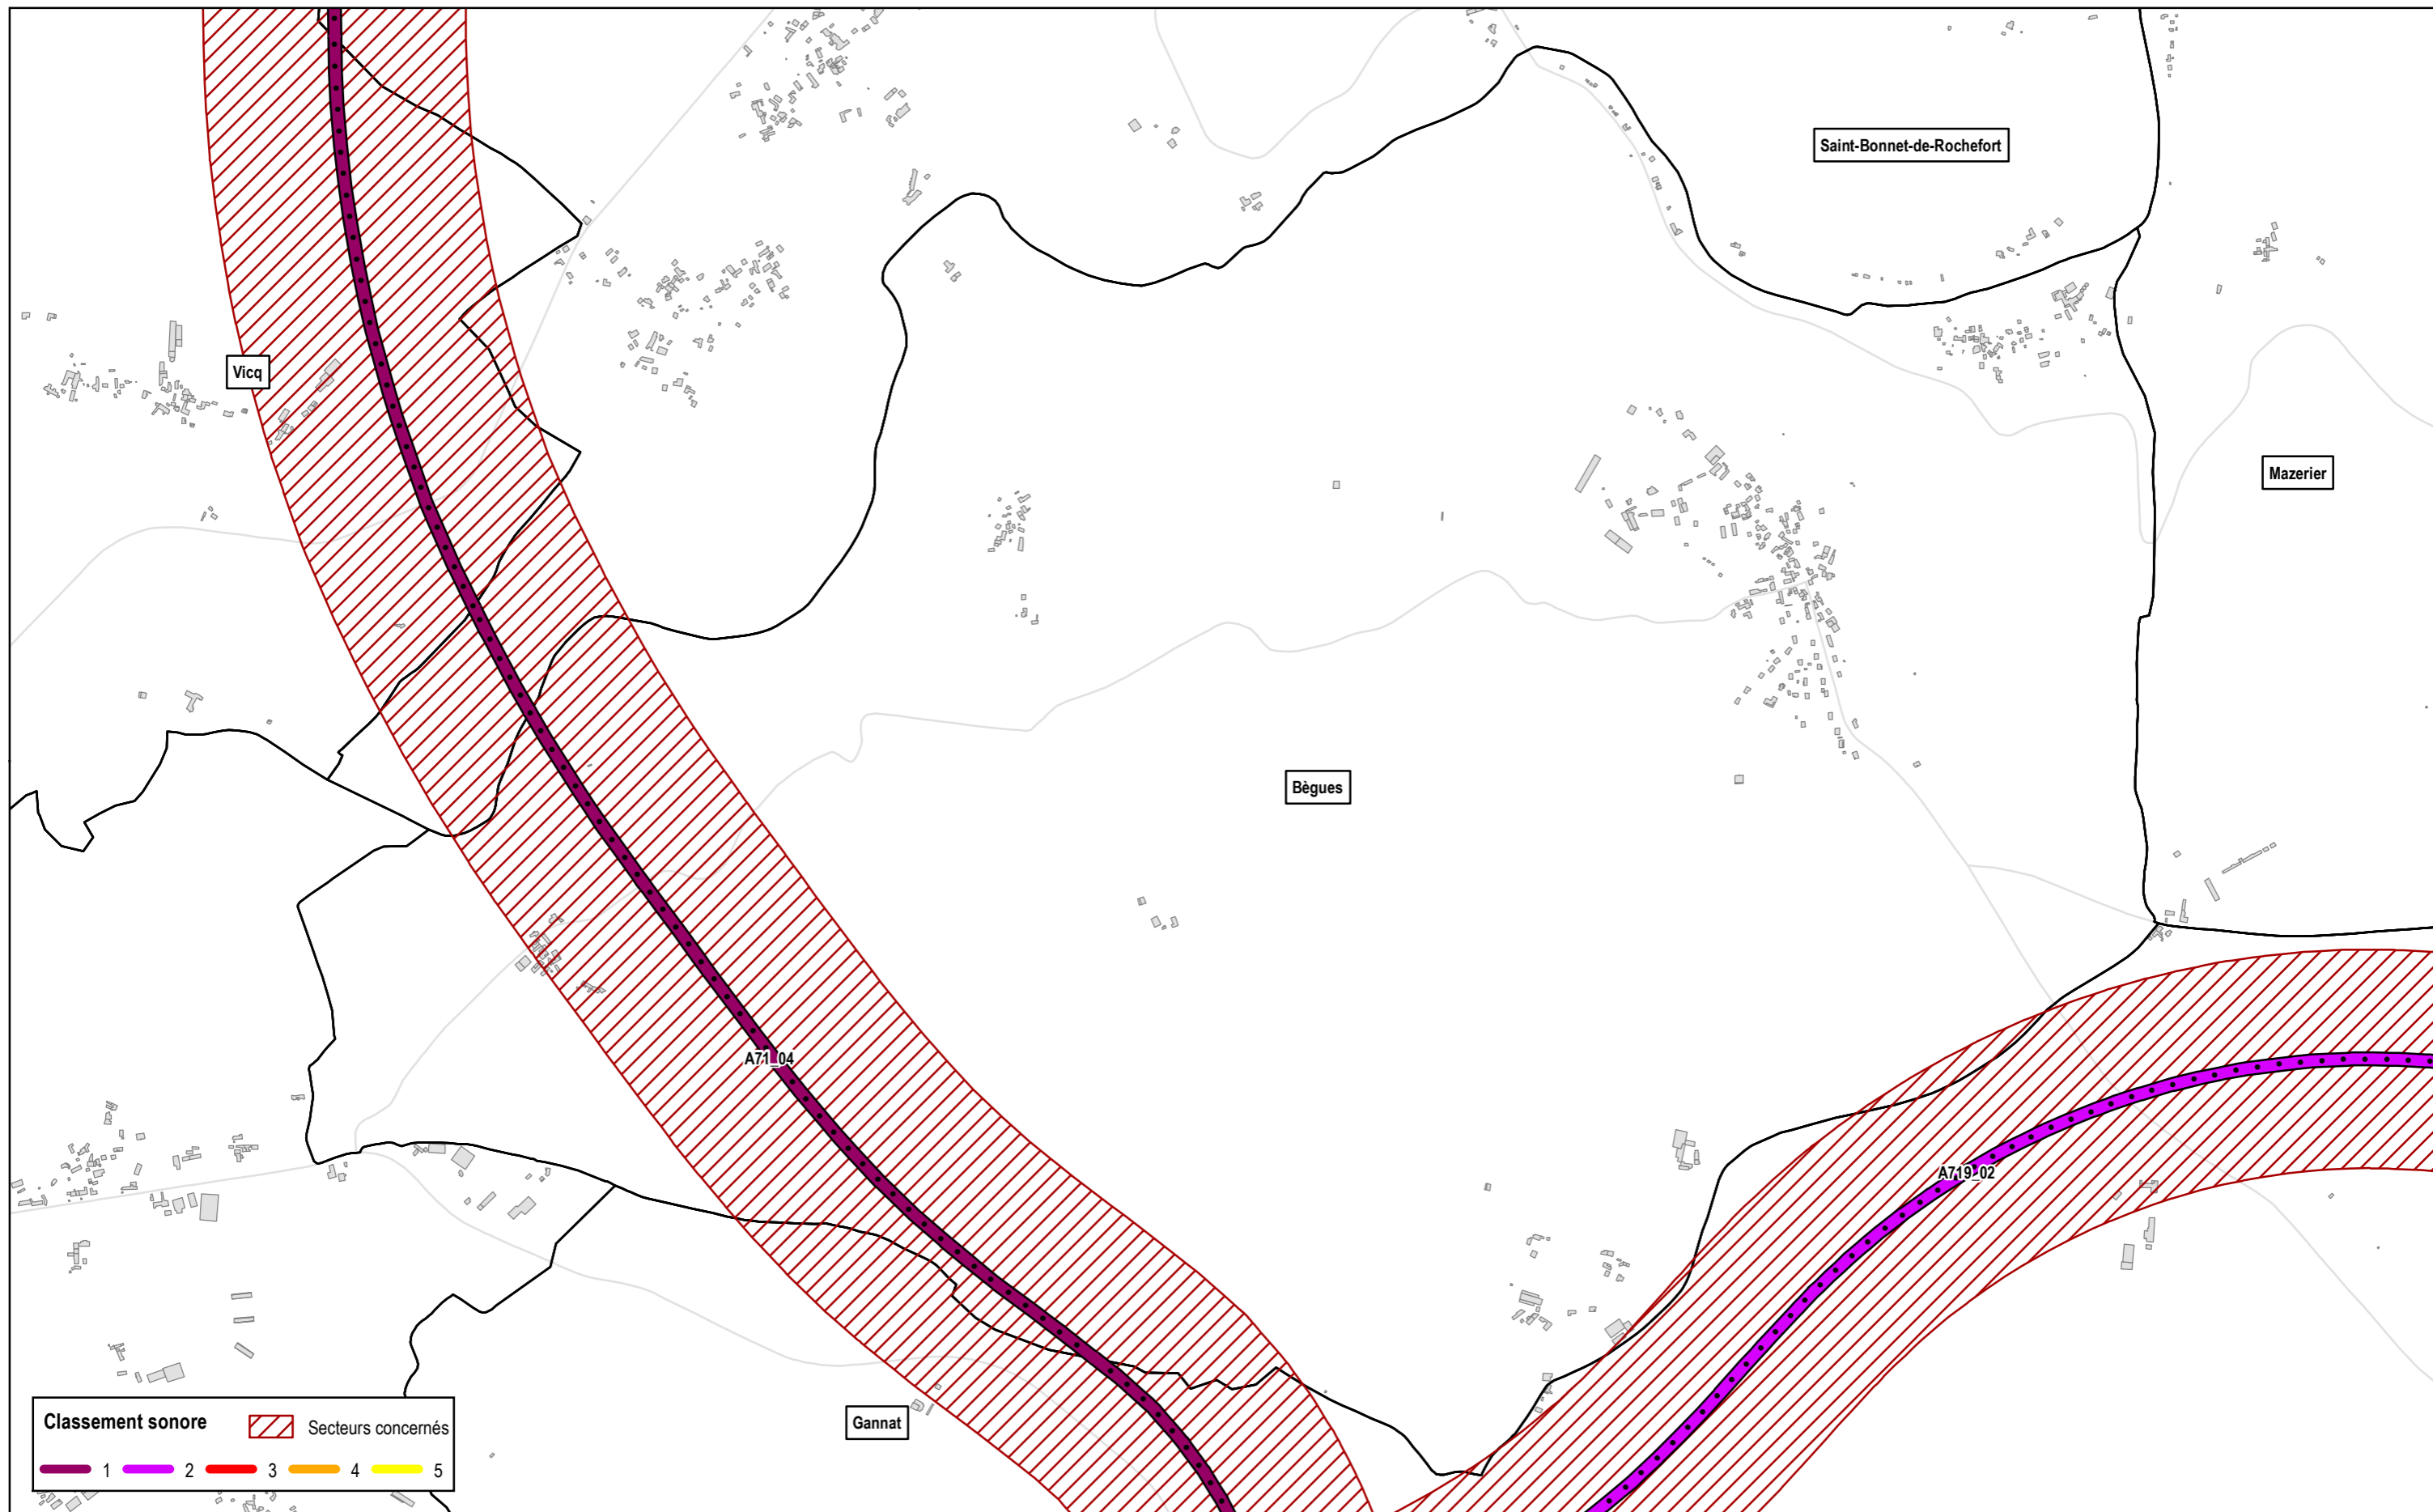 Saint-Bonnet-de-Rochefort
Vicq
Mazerier
Bègues
A71_04
A719_02
Gannat
Classement sonore
Secteurs concernés
1 2 3 4 5